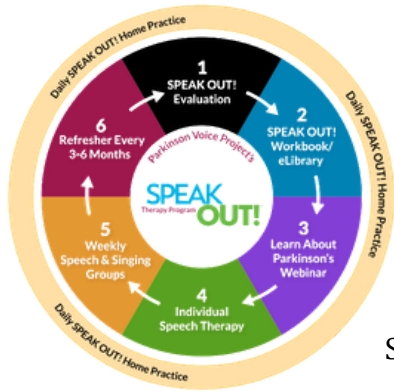 Daily SPEAK OUT! Home Practice
Daily SPEAK OUT! Home Practice
Daily SPEAK OUT! Home Practice
1
SPEAK OUT!
Evaluation
2
SPEAK OUT!
Workbook/
eLibrary
3
Learn About
Parkinson's
Webinar
4
Individual
Speech Therapy
5
Weekly
Speech & Singing
Groups
6
Refresher Every
3-6 Months
Parkinson Voice Project's
SPEAK
Therapy Program
OUT!
S